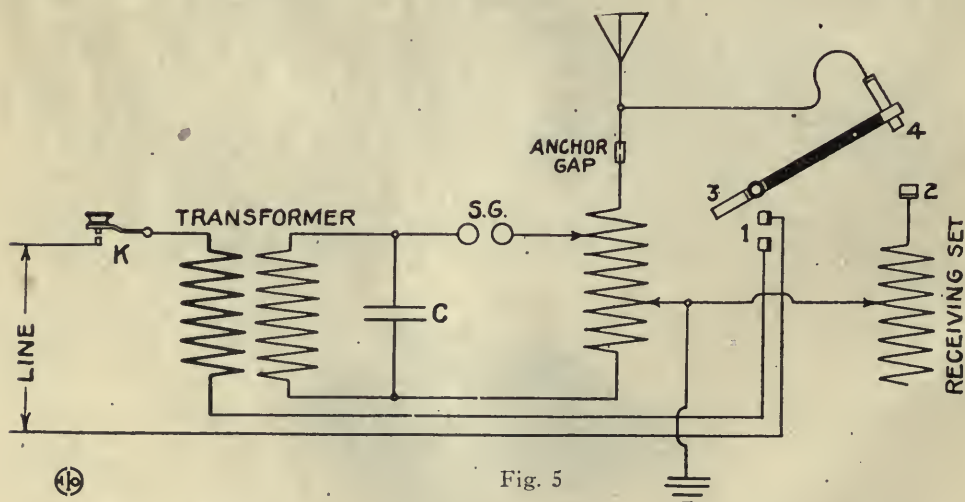 ANCHOR
GAP
4
3
2
TRANSFORMER
S.G.
1
K
C
LINE
RECEIVING SET
Fig. 5